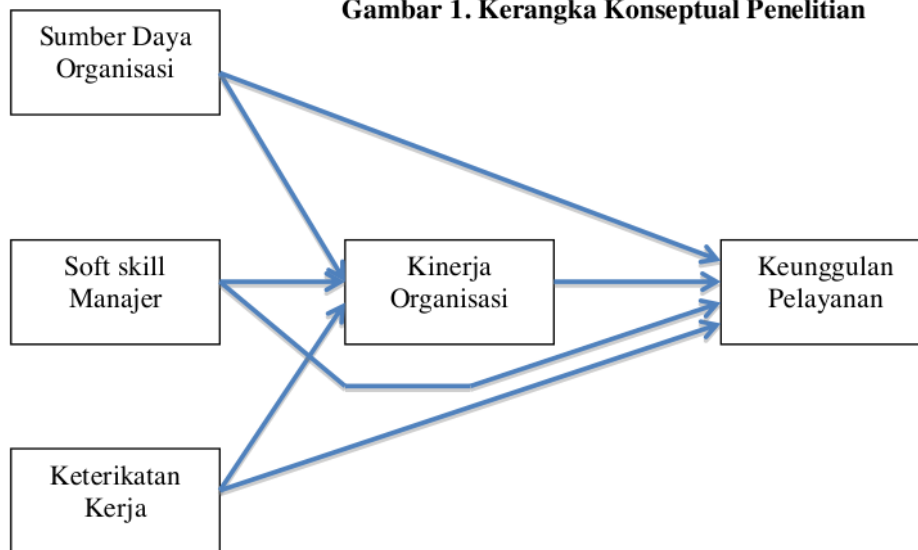 Gambar 1. Kerangka Konseptual Penelitian
Sumber Daya
Organisasi
Soft skill
Manajer
Kinerja
Organisasi
Keunggulan
Pelayanan
Keterikatan
Kerja